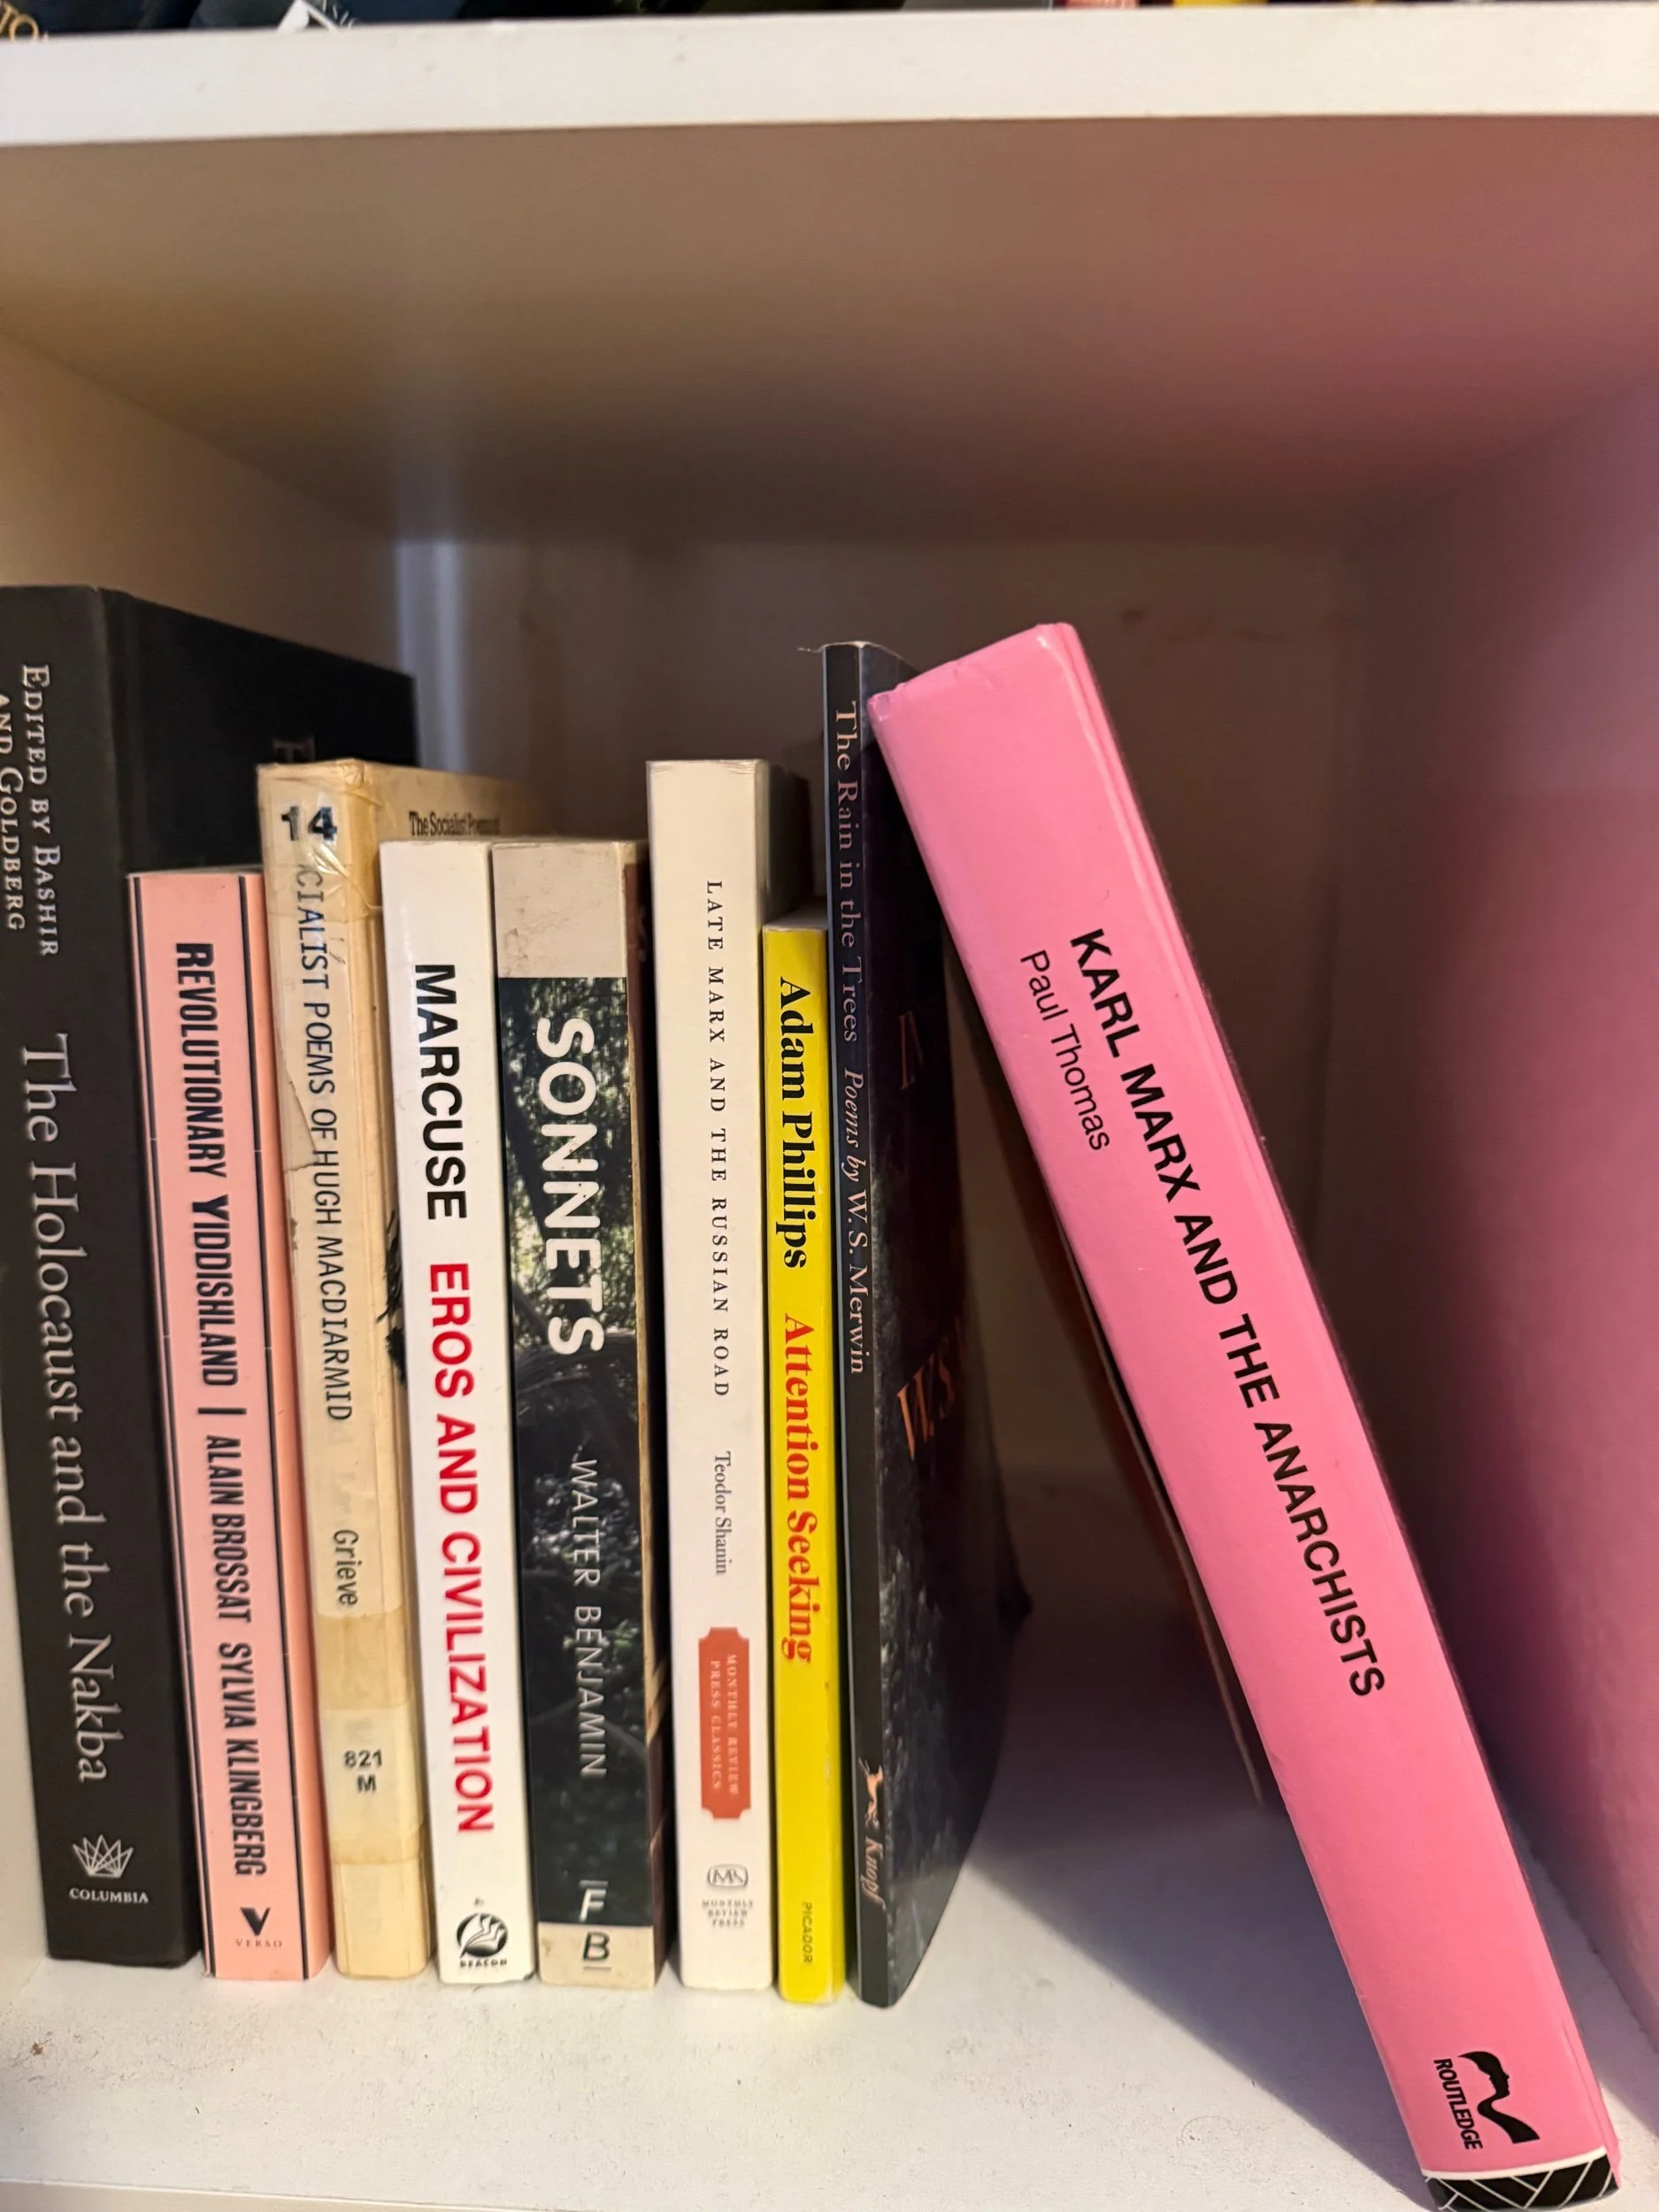 EDITED BY BASHIR
AND GOLDBERG
The Holocaust and the Nakba
COLUMBIA
REVOLUTIONARY YIDDISHLAND | ALAIN BROSSAT SYLVIA KLINGBERG
VERSO
14
CIALIST POEMS OF HUGH MACDIARMID
Grieve
821
M
The Socialist Poems of
MARCUSE EROS AND CIVILIZATION
BEACON
SONNETS
WALTER BENJAMIN
F
B
LATE MARX AND THE RUSSIAN ROAD Teodor Shanin
MONTHLY REVIEW
PRESS CLASSICS
MR
MONTHLY
REVIEW
PRESS
Adam Phillips Attention Seeking
PICADOR
The Rain in the Trees Poems by W.S. Merwin
Knopf
IN
W.S.
KARL MARX AND THE ANARCHISTS
Paul Thomas
ROUTLEDGE